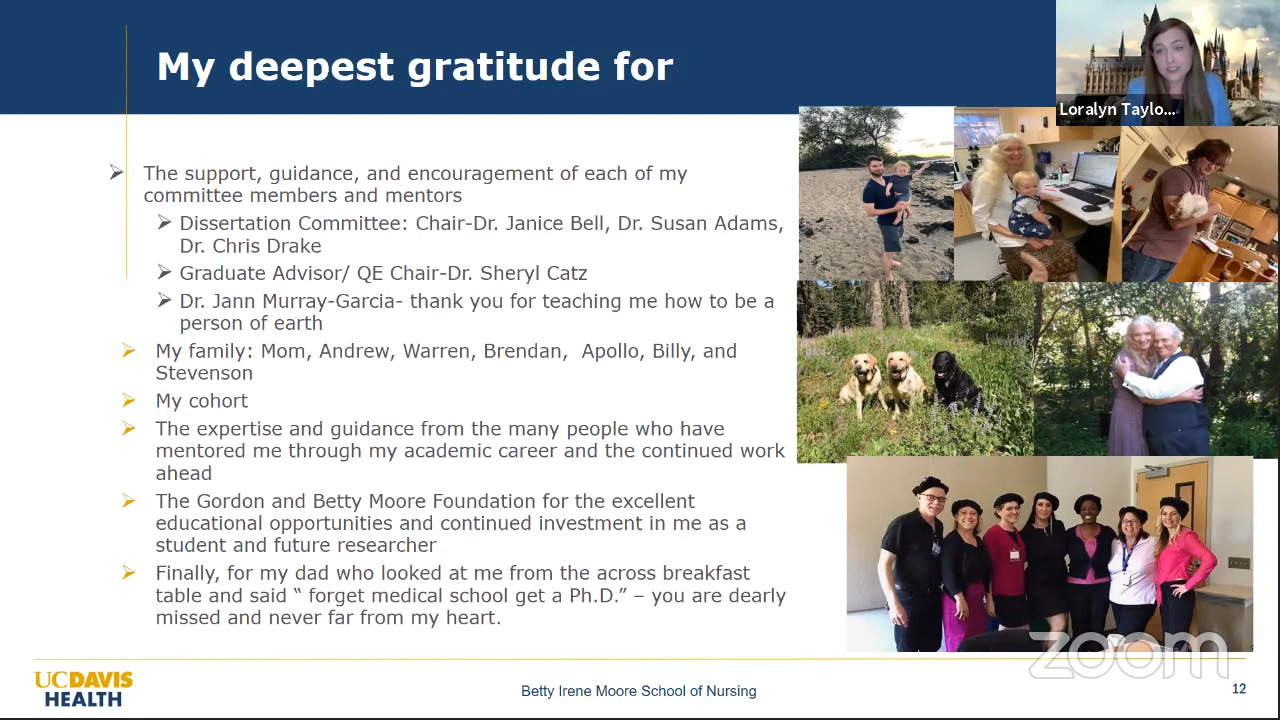 My deepest gratitude for
Loralyn Taylo...
The support, guidance, and encouragement of each of my
committee members and mentors
Dissertation Committee: Chair-Dr. Janice Bell, Dr. Susan Adams,
Dr. Chris Drake
Graduate Advisor/ QE Chair-Dr. Sheryl Catz
Dr. Jann Murray-Garcia- thank you for teaching me how to be a
person of earth
My family: Mom, Andrew, Warren, Brendan, Apollo, Billy, and
Stevenson
My cohort
The expertise and guidance from the many people who have
mentored me through my academic career and the continued work
ahead
The Gordon and Betty Moore Foundation for the excellent
educational opportunities and continued investment in me as a
student and future researcher
Finally, for my dad who looked at me from the across breakfast
table and said “ forget medical school get a Ph.D.” – you are dearly
missed and never far from my heart.
zoom
UCDAVIS
HEALTH
Betty Irene Moore School of Nursing
12